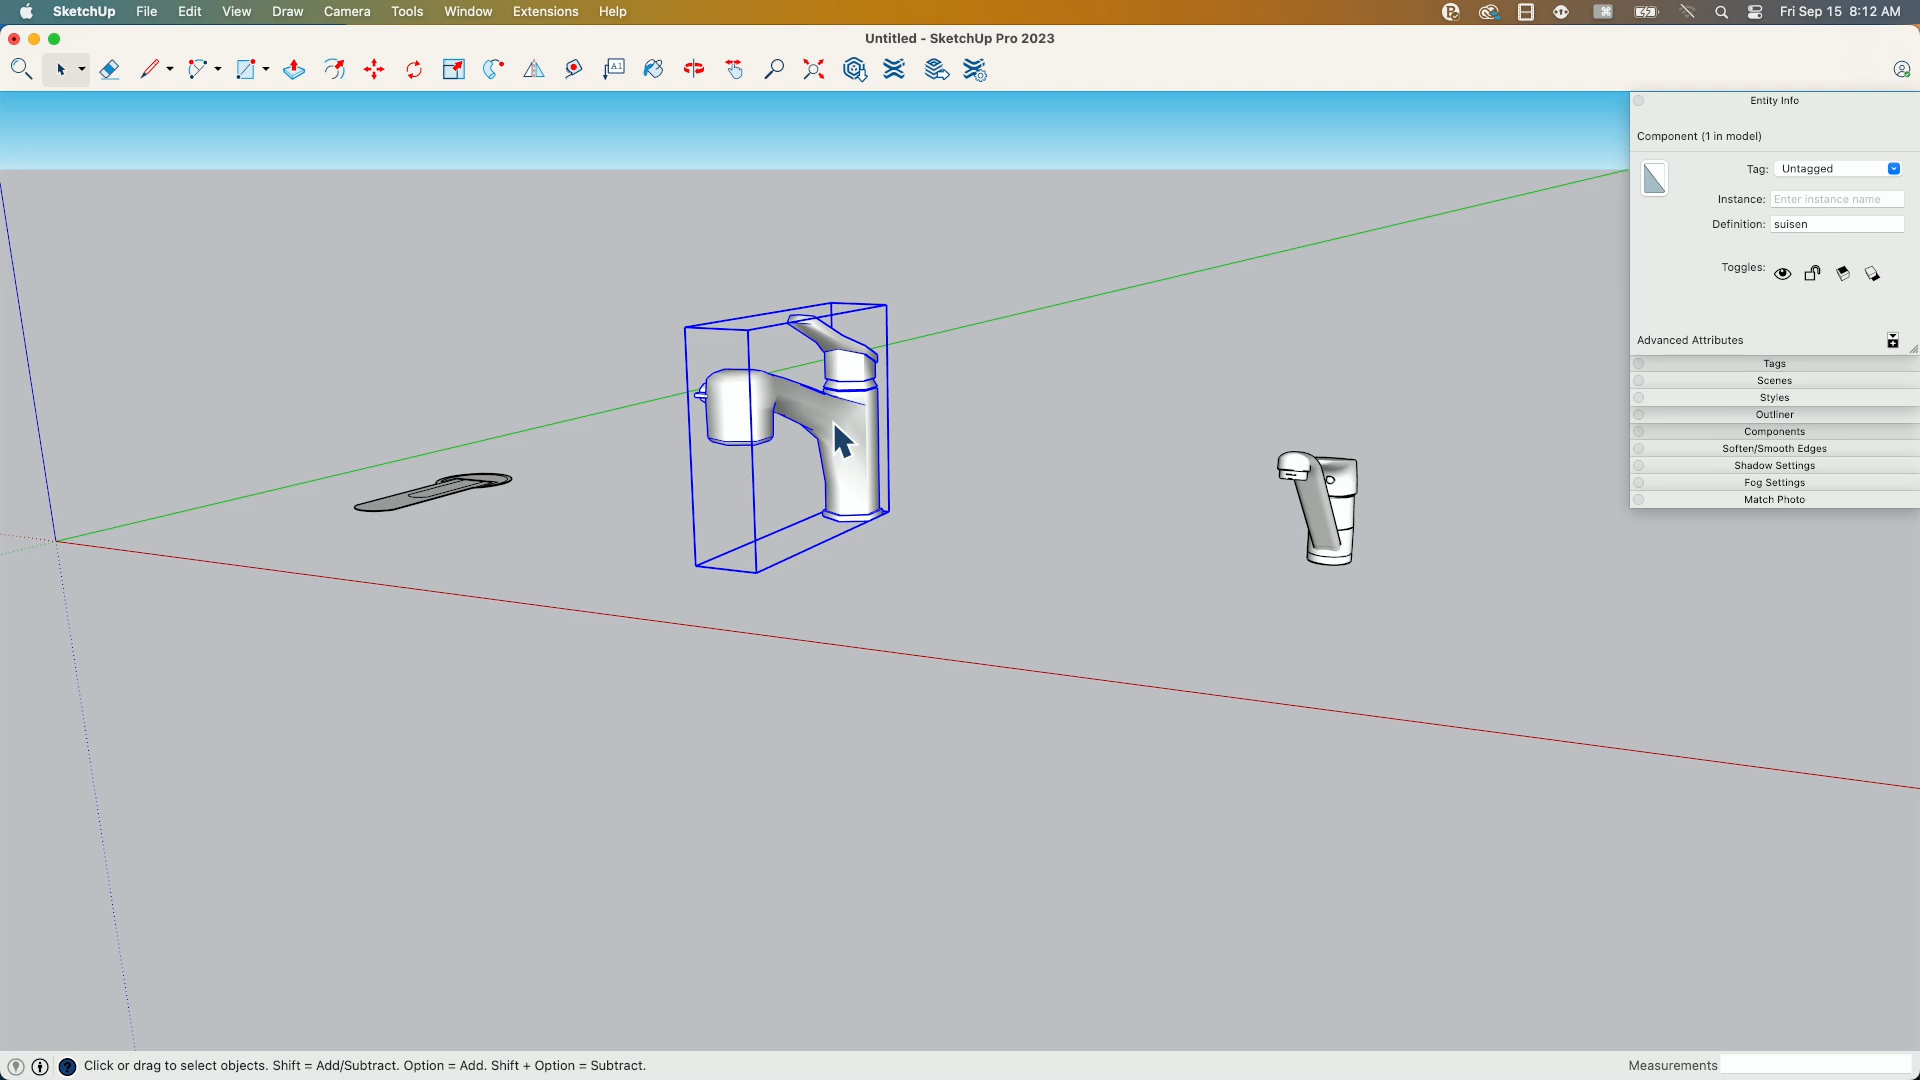 SketchUp File Edit View Draw Camera Tools Window Extensions Help Fri Sep 15 8:12 AM
Untitled - SketchUp Pro 2023
A1
Entity Info
Component (1 in model)
Tag: Untagged
Instance: Enter instance name
Definition: suisen
Toggles:
Advanced Attributes
Tags
Scenes
Styles
Outliner
Components
Soften/Smooth Edges
Shadow Settings
Fog Settings
Match Photo
Click or drag to select objects. Shift = Add/Subtract. Option = Add. Shift + Option = Subtract.
Measurements